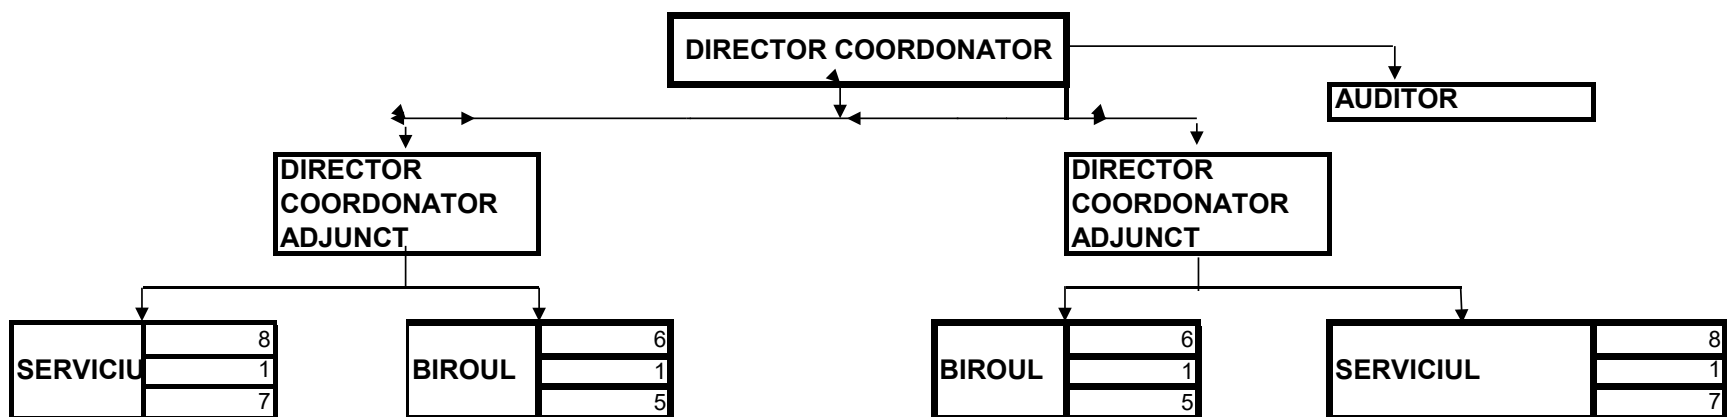 DIRECTOR COORDONATOR
AUDITOR
DIRECTOR
COORDONATOR
ADJUNCT
DIRECTOR
COORDONATOR
ADJUNCT
SERVICIU
8
1
7
BIROUL
6
1
5
BIROUL
6
1
5
SERVICIUL
8
1
7